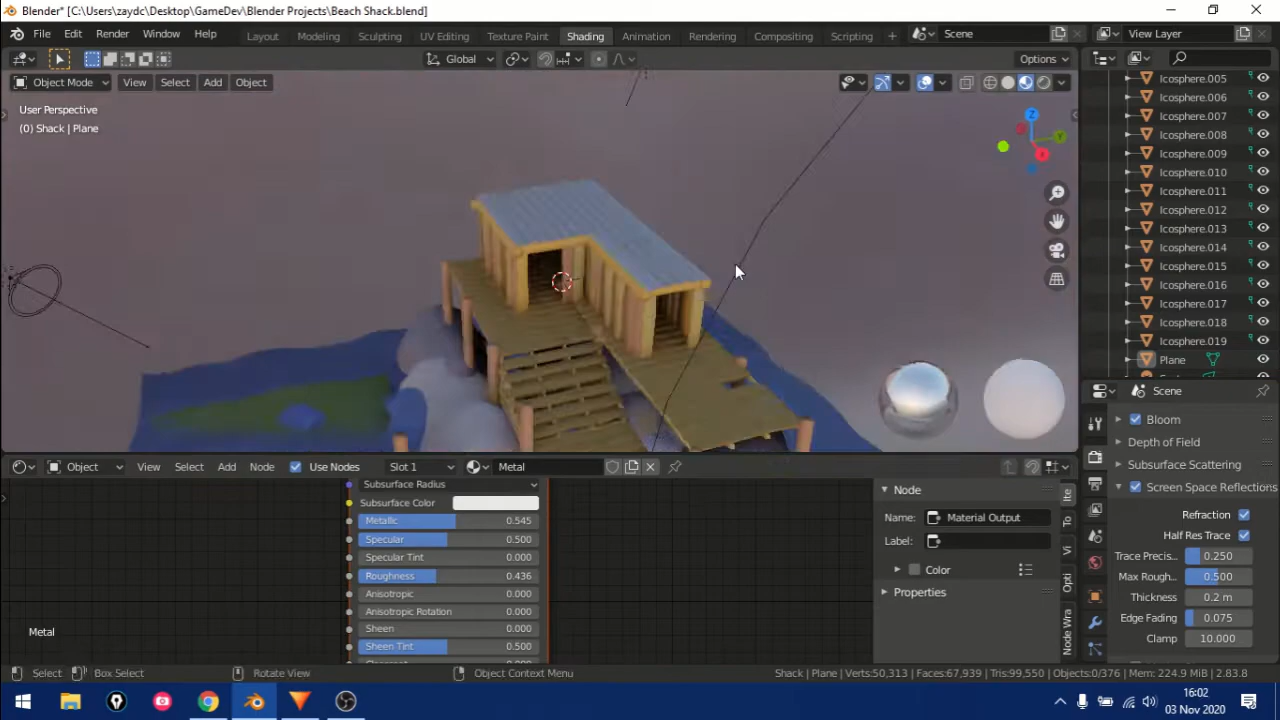 Blender* [C:\Users\zaydc\Desktop\GameDev\Blender Projects\Beach Shack.blend]
File Edit Render Window Help Layout Modeling Sculpting UV Editing Texture Paint Shading Animation Rendering Compositing Scripting + Scene View Layer
Global Options
Object Mode View Select Add Object
User Perspective
(0) Shack | Plane
Z
Y
X
Icosphere.005
Icosphere.006
Icosphere.007
Icosphere.008
Icosphere.009
Icosphere.010
Icosphere.011
Icosphere.012
Icosphere.013
Icosphere.014
Icosphere.015
Icosphere.016
Icosphere.017
Icosphere.018
Icosphere.019
Plane
Scene
Bloom
Depth of Field
Subsurface Scattering
Screen Space Reflections
Refraction
Half Res Trace
Trace Precis... 0.250
Max Rough... 0.500
Thickness 0.2 m
Edge Fading 0.075
Clamp 10.000
Object View Select Add Node Use Nodes Slot 1 Metal
Subsurface Radius
Subsurface Color
Metallic 0.545
Specular 0.500
Specular Tint 0.000
Roughness 0.436
Anisotropic 0.000
Anisotropic Rotation 0.000
Sheen 0.000
Sheen Tint 0.500
Metal
Node
Name: Material Output
Label:
Color
Properties
Ite
To
Vi
Opti
Node Wra
Select Box Select Rotate View Object Context Menu Shack | Plane | Verts:50,313 | Faces:67,939 | Tris:99,550 | Objects:0/376 | Mem: 224.9 MiB | 2.83.8
16:02
03 Nov 2020